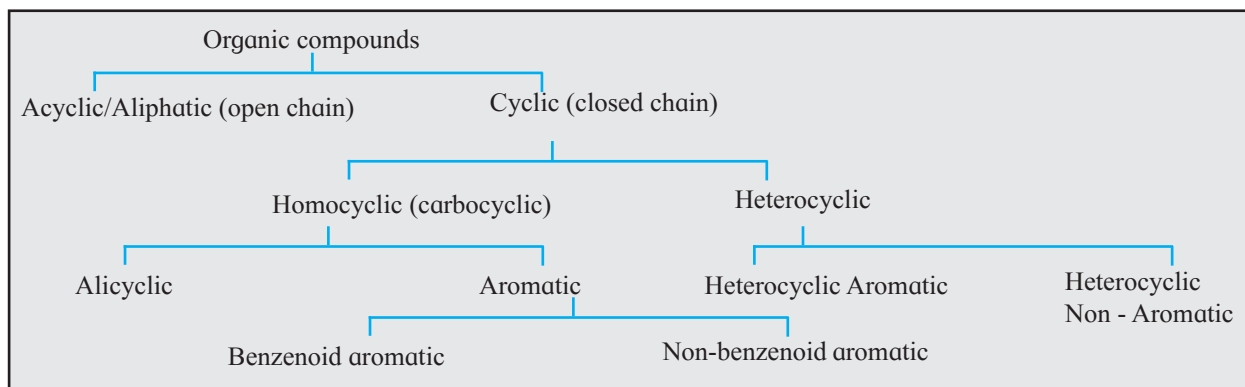 Organic compounds
Acyclic/Aliphatic (open chain)
Cyclic (closed chain)
Homocyclic (carbocyclic)
Heterocyclic
Alicyclic
Aromatic
Heterocyclic Aromatic
Heterocyclic
Non - Aromatic
Benzenoid aromatic
Non-benzenoid aromatic